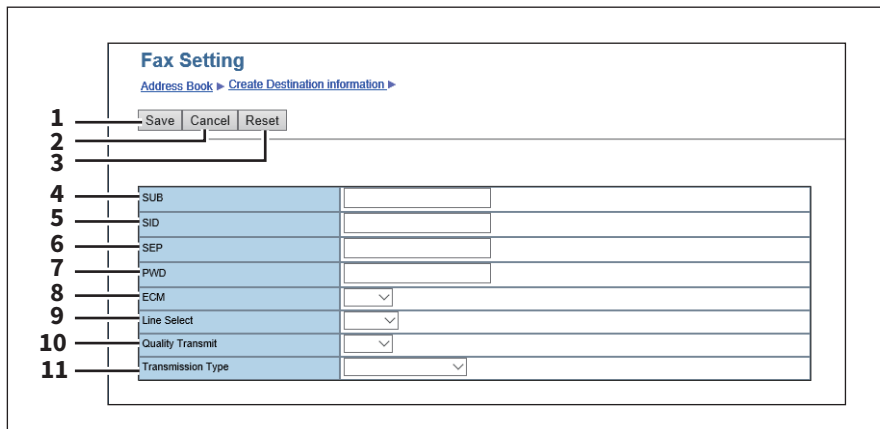 Fax Setting
Address Book ▶ Create Destination information ▶
1 Save Cancel Reset
2
3
4 SUB
5 SID
6 SEP
7 PWD
8 ECM
9 Line Select
10 Quality Transmit
11 Transmission Type